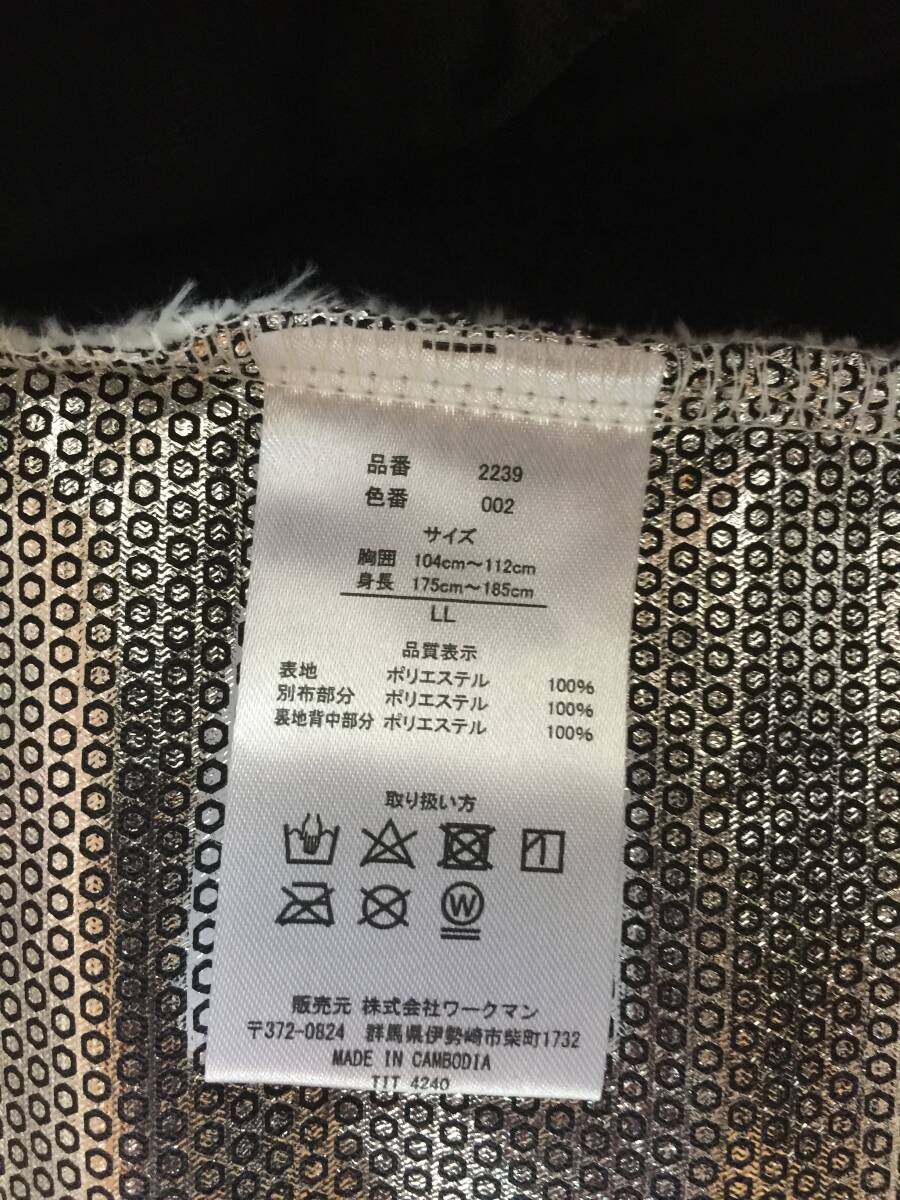 品番 2239
色番 002
サイズ
胸囲 104cm～112cm
身長 175cm～185cm
LL
品質表示
表地 ポリエステル 100%
別布部分 ポリエステル 100%
裏地背中部分 ポリエステル 100%
取り扱い方
W
販売元 株式会社ワークマン
〒372-0824 群馬県伊勢崎市柴町1732
MADE IN CAMBODIA
TIT 4240